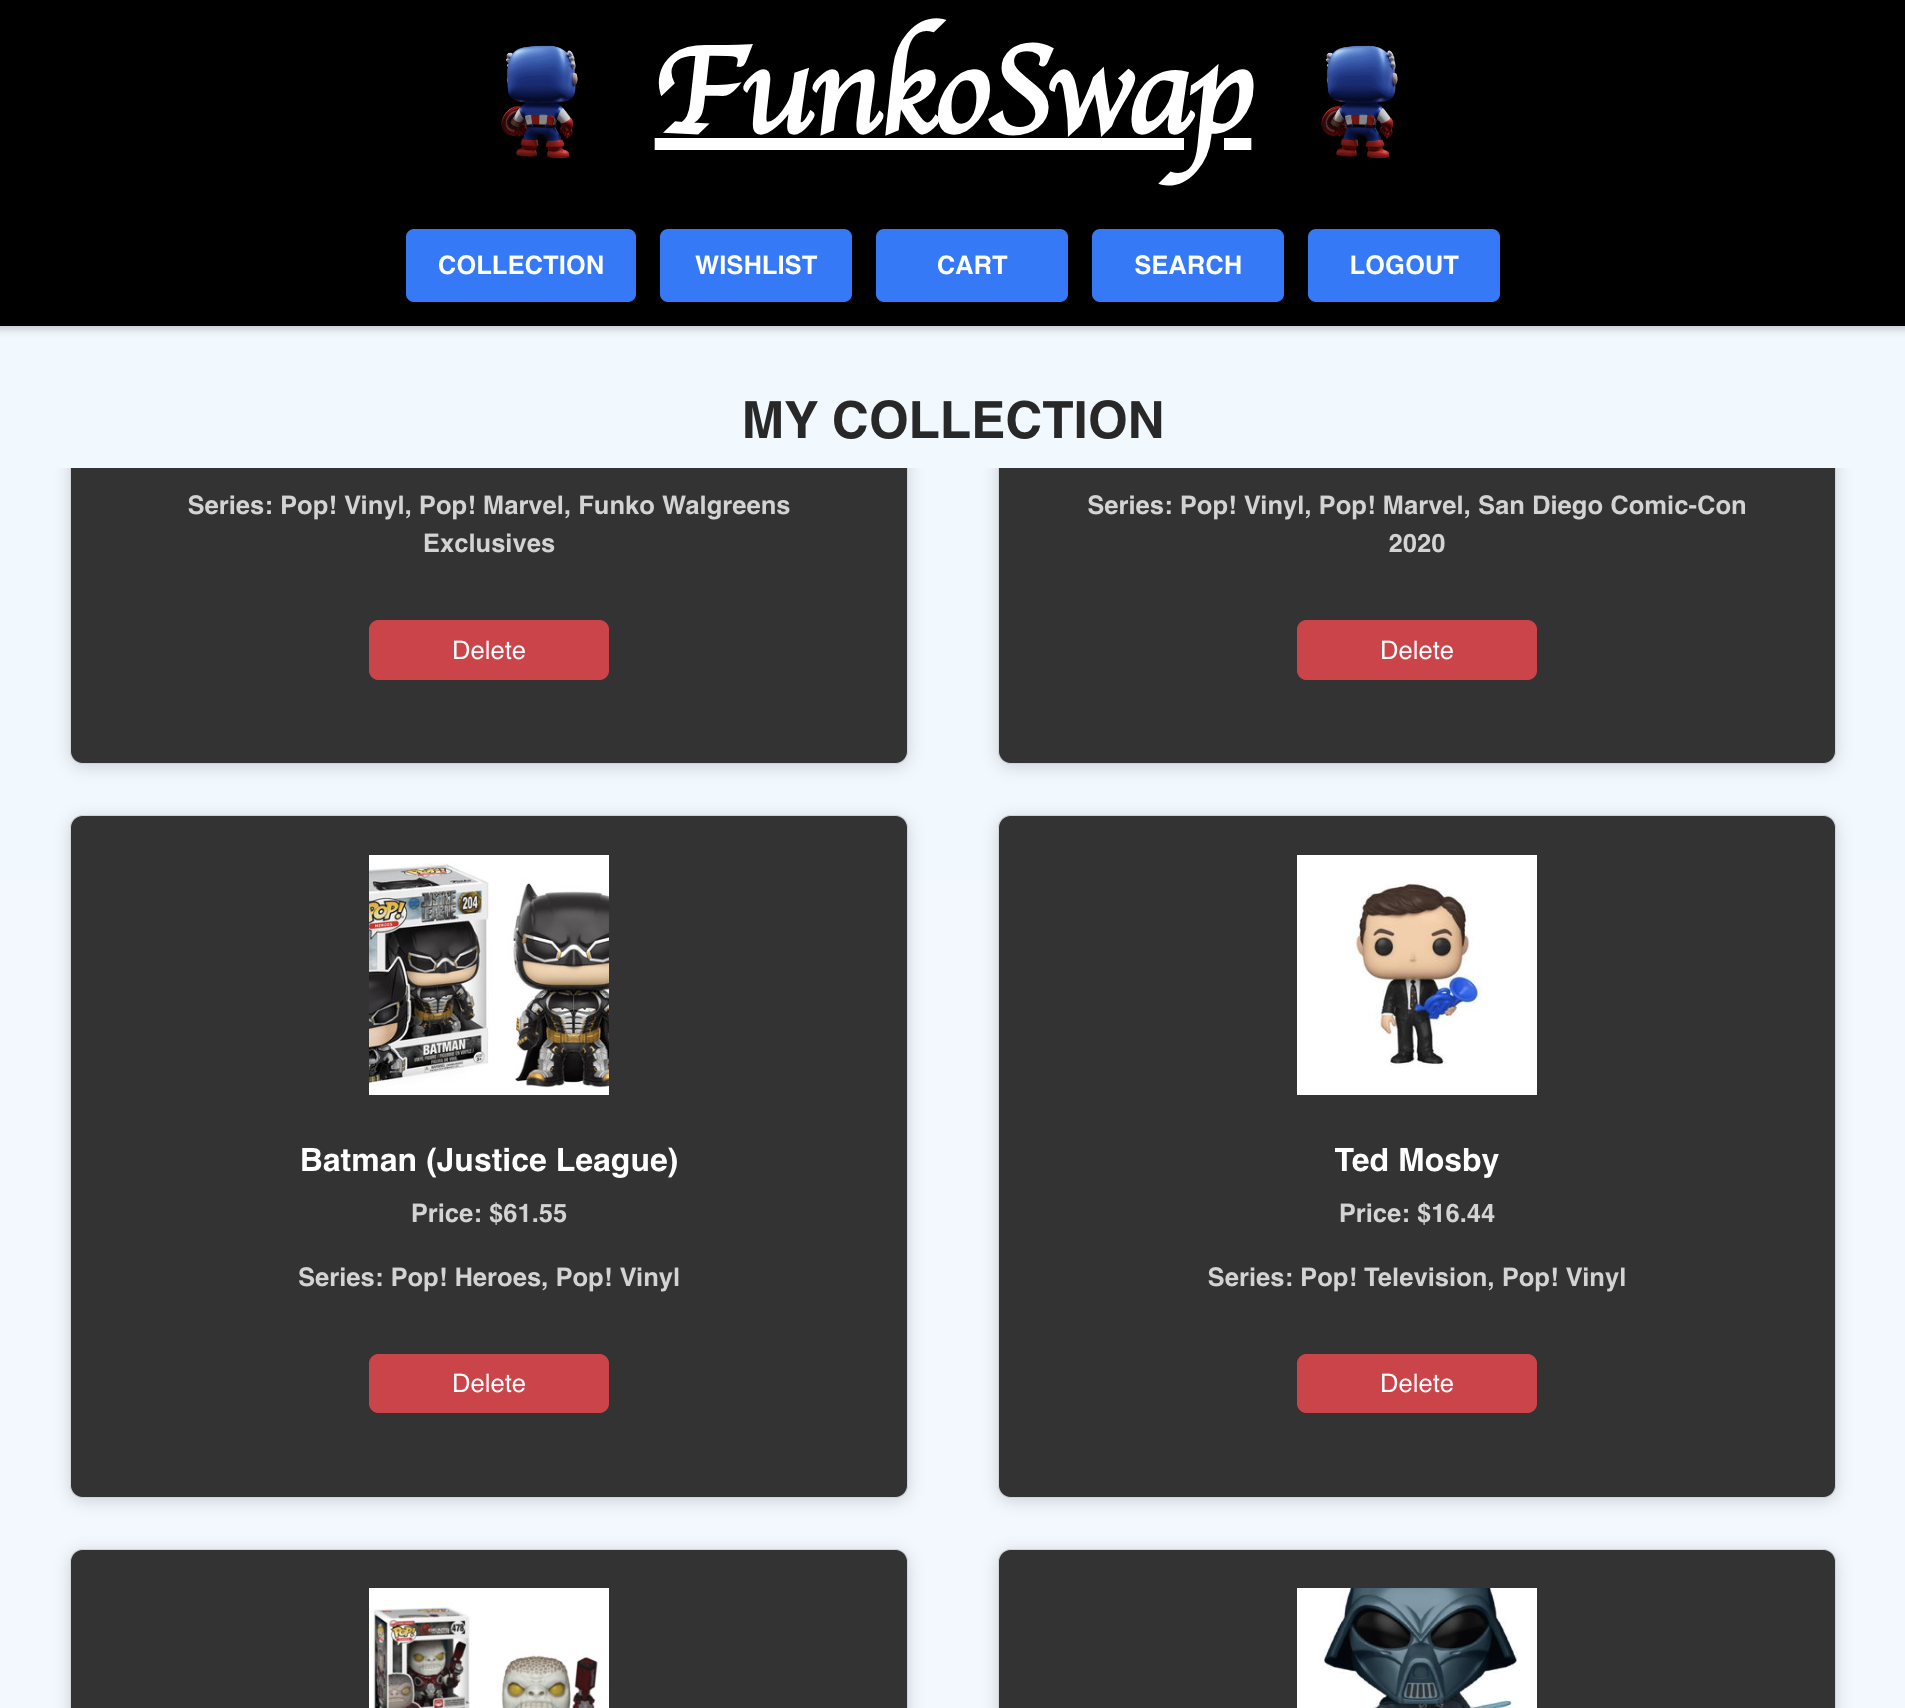 FunkoSwap
COLLECTION
WISHLIST
CART
SEARCH
LOGOUT
MY COLLECTION
Series: Pop! Vinyl, Pop! Marvel, Funko Walgreens
Exclusives
Delete
Series: Pop! Vinyl, Pop! Marvel, San Diego Comic-Con
2020
Delete
POP!
JUSTICE
LEAGUE
204
BATMAN
Batman (Justice League)
Price: $61.55
Series: Pop! Heroes, Pop! Vinyl
Delete
Ted Mosby
Price: $16.44
Series: Pop! Television, Pop! Vinyl
Delete
POP!
478